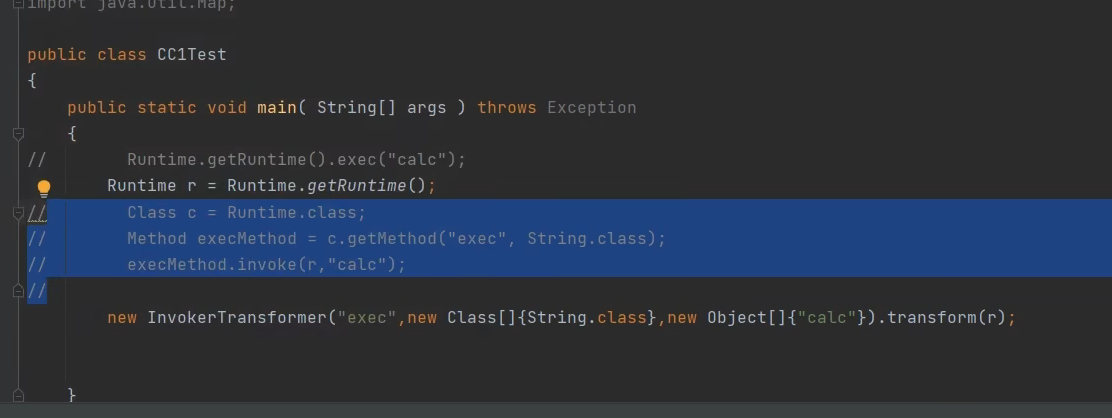 import java.util.Map;
public class CC1Test
{
public static void main( String[] args ) throws Exception
{
// Runtime.getRuntime().exec("calc");
Runtime r = Runtime.getRuntime();
// Class c = Runtime.class;
// Method execMethod = c.getMethod("exec", String.class);
// execMethod.invoke(r,"calc");
//
new InvokerTransformer("exec",new Class[]{String.class},new Object[]{"calc"}).transform(r);
}